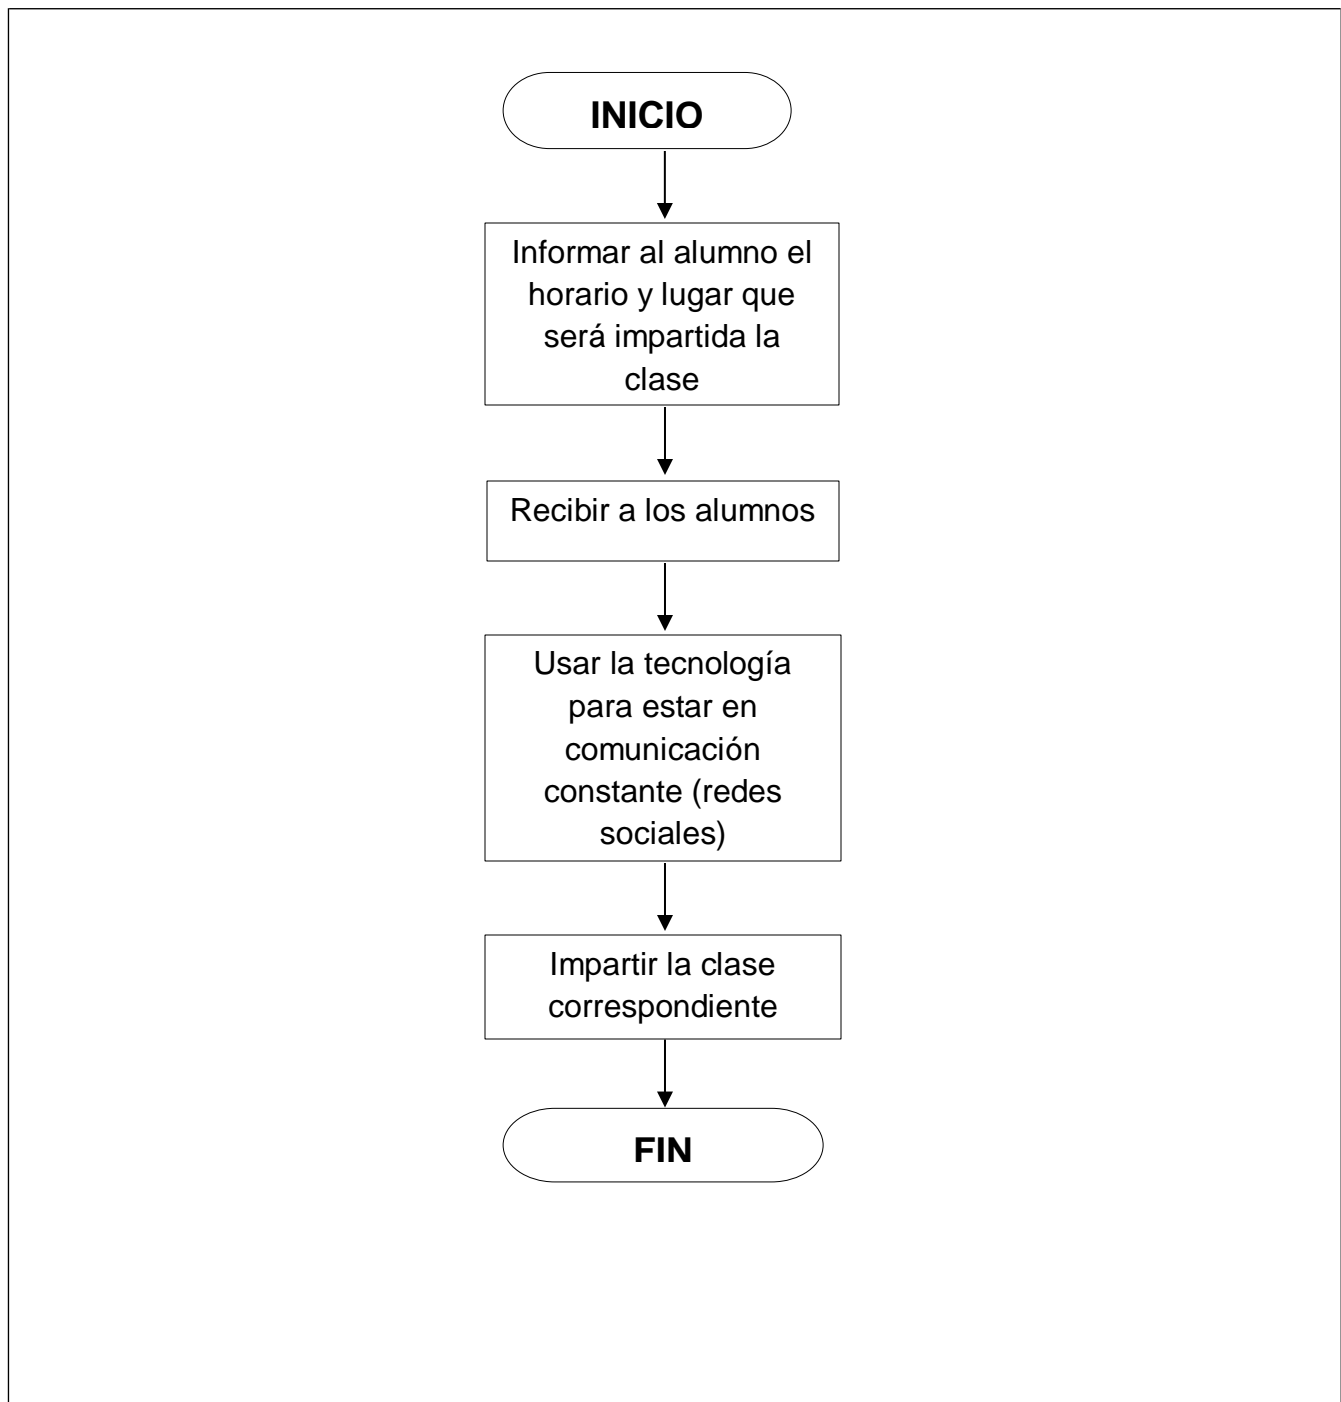 INICIO
Informar al alumno el
horario y lugar que
será impartida la
clase
Recibir a los alumnos
Usar la tecnología
para estar en
comunicación
constante (redes
sociales)
Impartir la clase
correspondiente
FIN